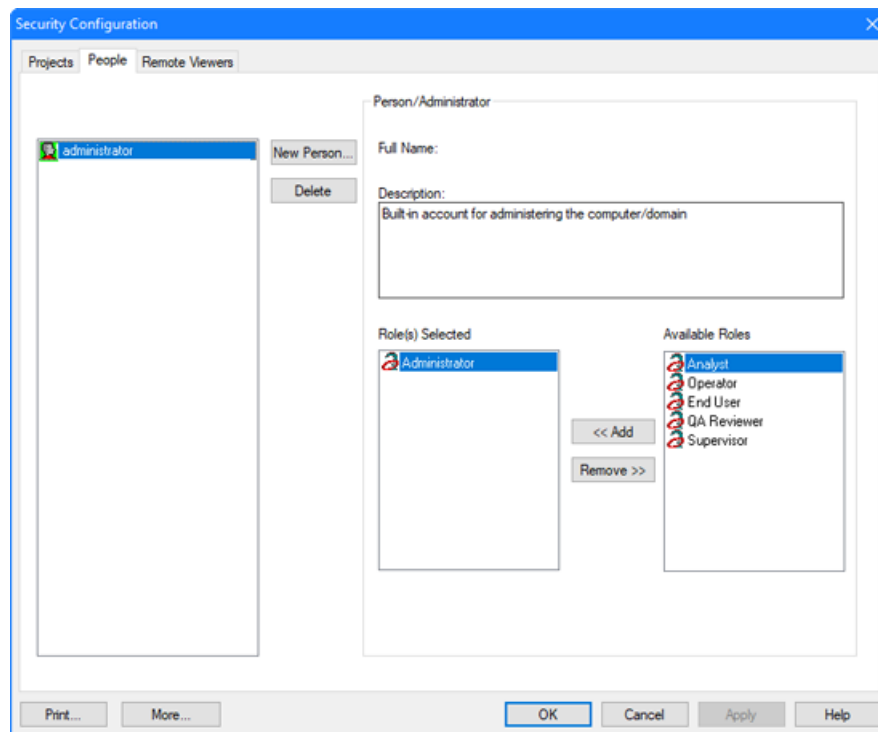 Security Configuration
Projects People Remote Viewers
Person/Administrator
administrator
New Person...
Delete
Full Name:
Description:
Built-in account for administering the computer/domain
Role(s) Selected
Administrator
<< Add
Remove >>
Available Roles
Analyst
Operator
End User
QA Reviewer
Supervisor
Print... More... OK Cancel Apply Help